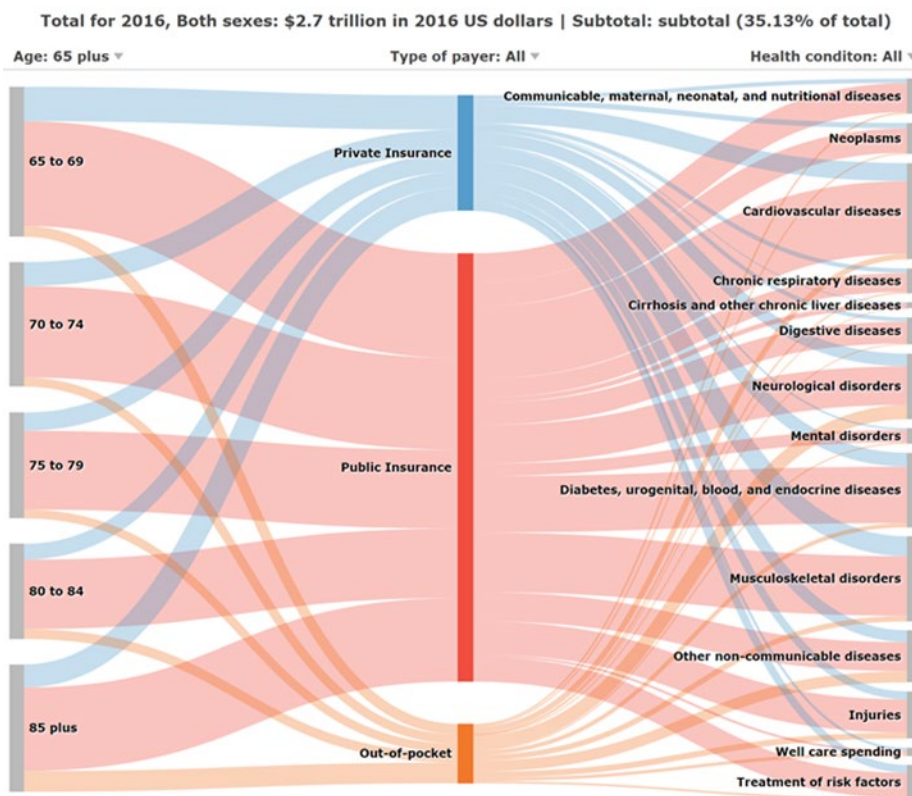 Total for 2016, Both sexes: $2.7 trillion in 2016 US dollars | Subtotal: subtotal (35.13% of total)
Age: 65 plus
Type of payer: All
Health conditon: All
65 to 69
70 to 74
75 to 79
80 to 84
85 plus
Private Insurance
Public Insurance
Out-of-pocket
Communicable, maternal, neonatal, and nutritional diseases
Neoplasms
Cardiovascular diseases
Chronic respiratory diseases
Cirrhosis and other chronic liver diseases
Digestive diseases
Neurological disorders
Mental disorders
Diabetes, urogenital, blood, and endocrine diseases
Musculoskeletal disorders
Other non-communicable diseases
Injuries
Well care spending
Treatment of risk factors